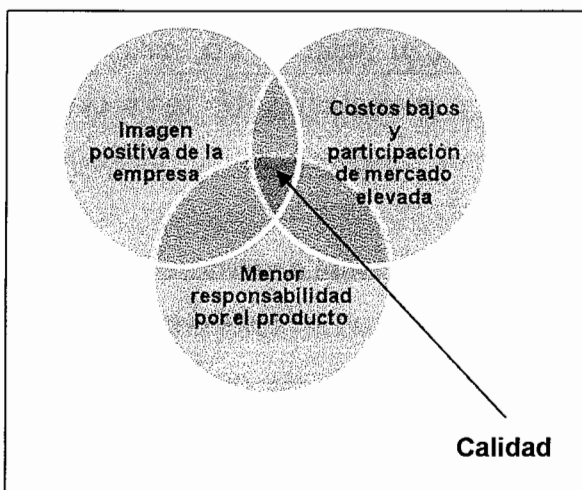 Imagen
positiva de la
empresa
Costos bajos
y
participación
de mercado
elevada
Menor
responsabilidad
por el producto
Calidad